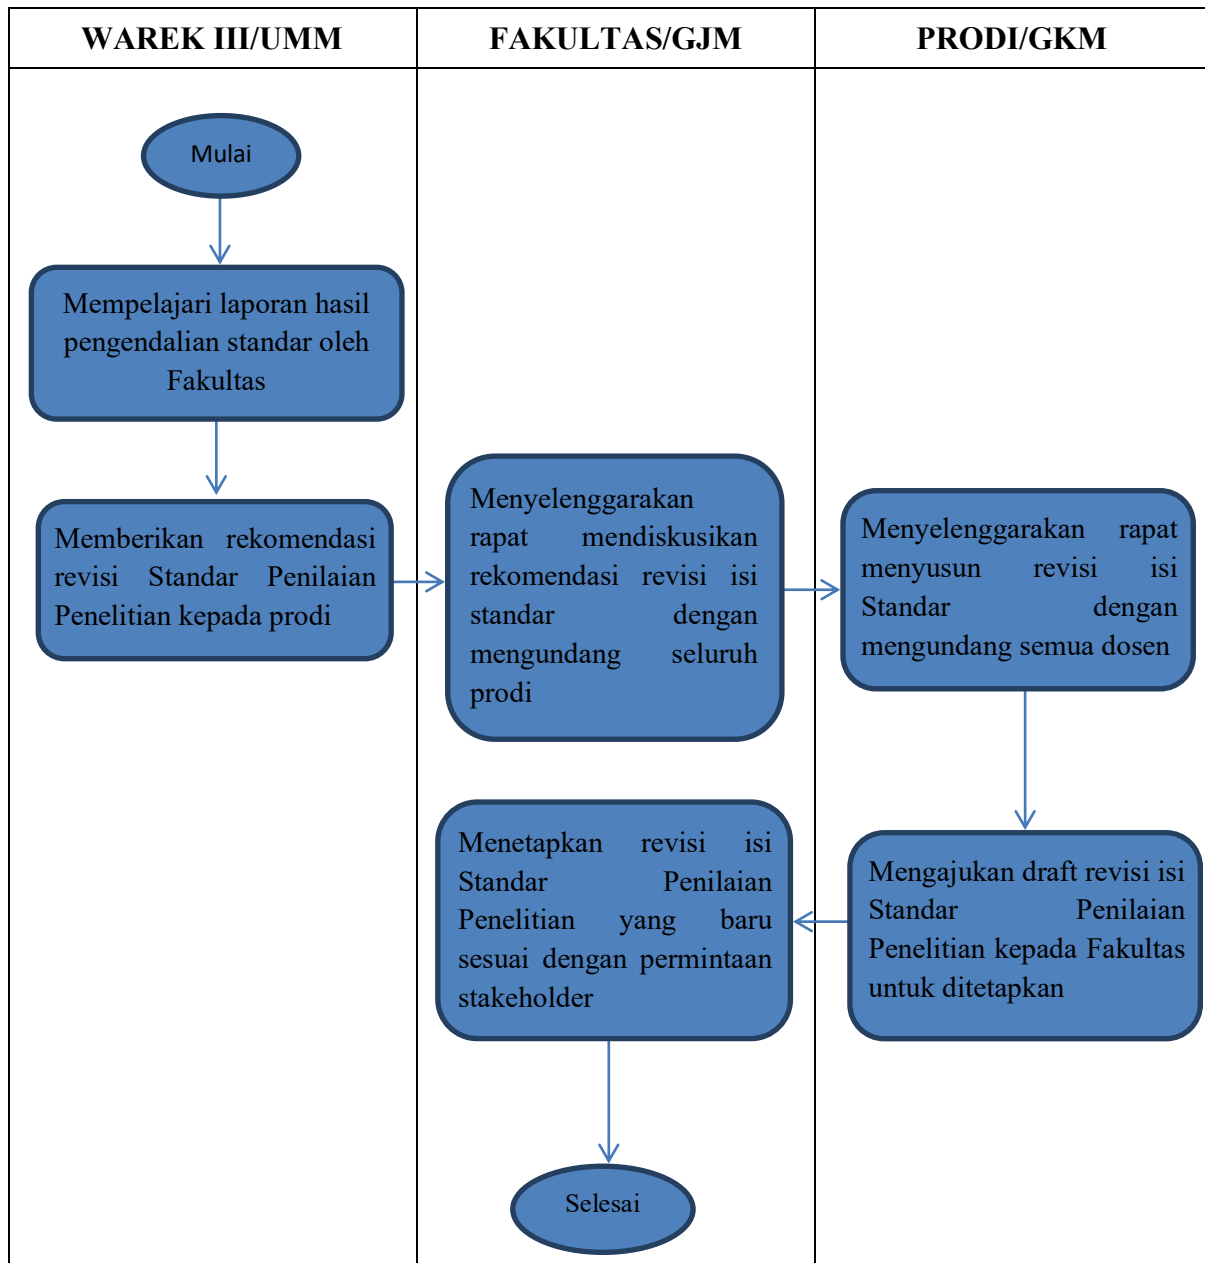 WAREK III/UMM
FAKULTAS/GJM
PRODI/GKM
Mulai
Mempelajari laporan hasil
pengendalian standar oleh
Fakultas
Memberikan rekomendasi
revisi Standar Penilaian
Penelitian kepada prodi
Menyelenggarakan
rapat mendiskusikan
rekomendasi revisi isi
standar dengan
mengundang seluruh
prodi
Menyelenggarakan rapat
menyusun revisi isi
Standar dengan
mengundang semua dosen
Mengajukan draft revisi isi
Standar Penilaian
Penelitian kepada Fakultas
untuk ditetapkan
Menetapkan revisi isi
Standar Penilaian
Penelitian yang baru
sesuai dengan permintaan
stakeholder
Selesai